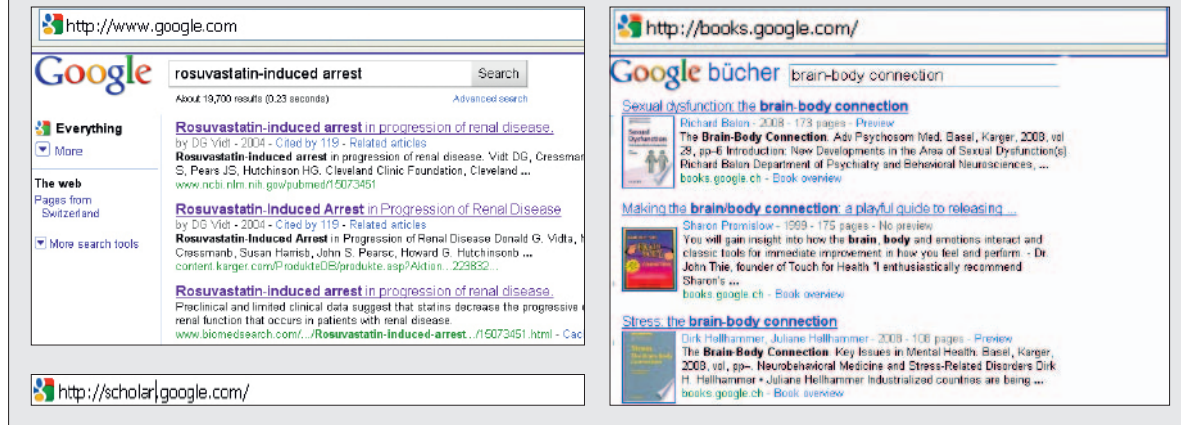 http://www.google.com
Google
rosuvastatin-induced arrest
Search
About 19,700 results (0.23 seconds)
Advanced search
Everything
More
The web
Pages from
Switzerland
More search tools
Rosuvastatin-induced arrest in progression of renal disease.
by DG Vidt - 2004 - Cited by 119 - Related articles
Rosuvastatin-induced arrest in progression of renal disease. Vidt DG, Cressman
S, Pears JS, Hutchinson HG. Cleveland Clinic Foundation, Cleveland ...
www.ncbi.nlm.nih.gov/pubmed/15073451
Rosuvastatin-Induced Arrest in Progression of Renal Disease
by DG Vidt - 2004 - Cited by 119 - Related articles
Rosuvastatin-Induced Arrest in Progression of Renal Disease Donald G. Vidta,
Cressmanb, Susan Harrisb, John S. Pearsc, Howard G. Hutchinsonb ...
content.karger.com/ProdukteDB/produkte.asp?Aktion...223832...
Rosuvastatin-induced arrest in progression of renal disease.
Preclinical and limited clinical data suggest that statins decrease the progressive
renal function that occurs in patients with renal disease.
www.biomedsearch.com/.../Rosuvastatin-induced-arrest.../15073451.html - Cac
http://scholar.google.com/
http://books.google.com/
Google bücher
brain-body connection
Sexual dysfunction: the brain-body connection
Richard Balon - 2008 - 173 pages - Preview
The Brain-Body Connection. Adv Psychosom Med. Basel, Karger, 2008, vol
29, pp-6 Introduction: New Developments in the Area of Sexual Dysfunction(s)
Richard Balon Department of Psychiatry and Behavioral Neurosciences, ...
books.google.ch - Book overview
Making the brain/body connection: a playful guide to releasing ...
Sharon Promislow - 1999 - 175 pages - No preview
You will gain insight into how the brain, body and emotions interact and
classic tools for immediate improvement in how you feel and perform. - Dr.
John Thie, founder of Touch for Health "I enthusiastically recommend
Sharon's ...
books.google.ch - Book overview
Stress: the brain-body connection
Dirk Hellhammer, Juliane Hellhammer - 2008 - 108 pages - Preview
The Brain-Body Connection. Key Issues in Mental Health. Basel, Karger,
2008, vol, pp-. Neurobehavioral Medicine and Stress-Related Disorders Dirk
H. Hellhammer • Juliane Hellhammer Industrialized countries are being ...
books.google.ch - Book overview